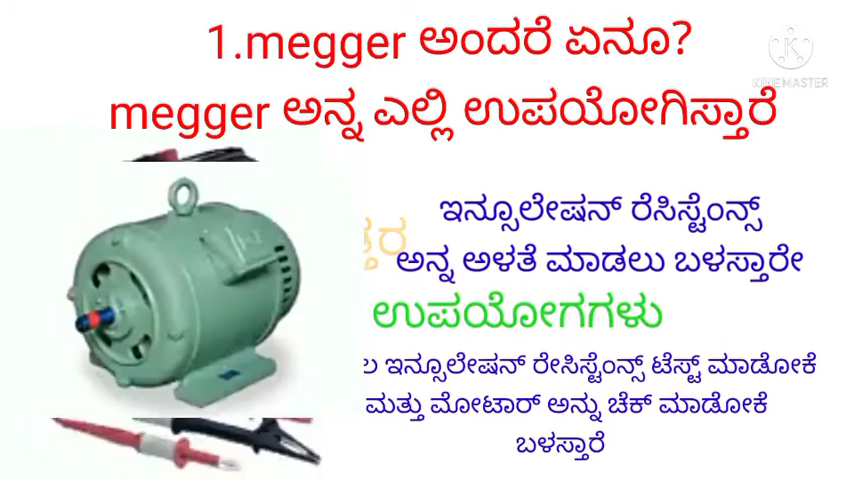 1.megger ಅಂದರೆ ಏನೂ?
megger ಅನ್ನ ಎಲ್ಲಿ ಉಪಯೋಗಿಸ್ತಾರೆ
KINEMASTER
ಇನ್ಸೂಲೇಷನ್ ರೆಸಿಸ್ಟೆಂನ್ಸ್
ಅನ್ನ ಅಳತೆ ಮಾಡಲು ಬಳಸ್ತಾರೇ
ಉಪಯೋಗಗಳು
ಇನ್ಸೂಲೇಷನ್ ರೇಸಿಸ್ಟೆಂನ್ಸ್ ಟೆಸ್ಟ್ ಮಾಡೋಕೆ
ಮತ್ತು ಮೋಟಾರ್ ಅನ್ನು ಚೆಕ್ ಮಾಡೋಕೆ
ಬಳಸ್ತಾರೆ